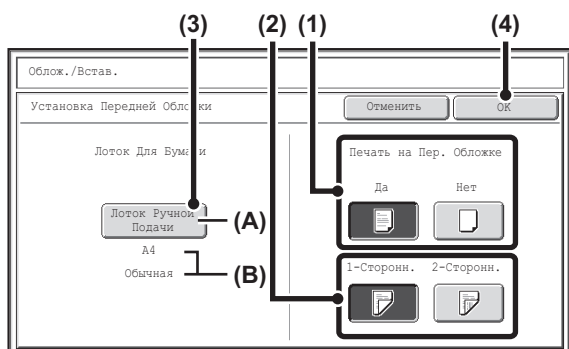 (3) (2) (1) (4)
Облож./Встав.
Установка Передней Обложки
Отменить
OK
Лоток Для Бумаги
Печать на Пер. Обложке
Да Нет
Лоток Ручной
Подачи
(A)
A4
Обычная
(B)
1-Сторонн. 2-Сторонн.